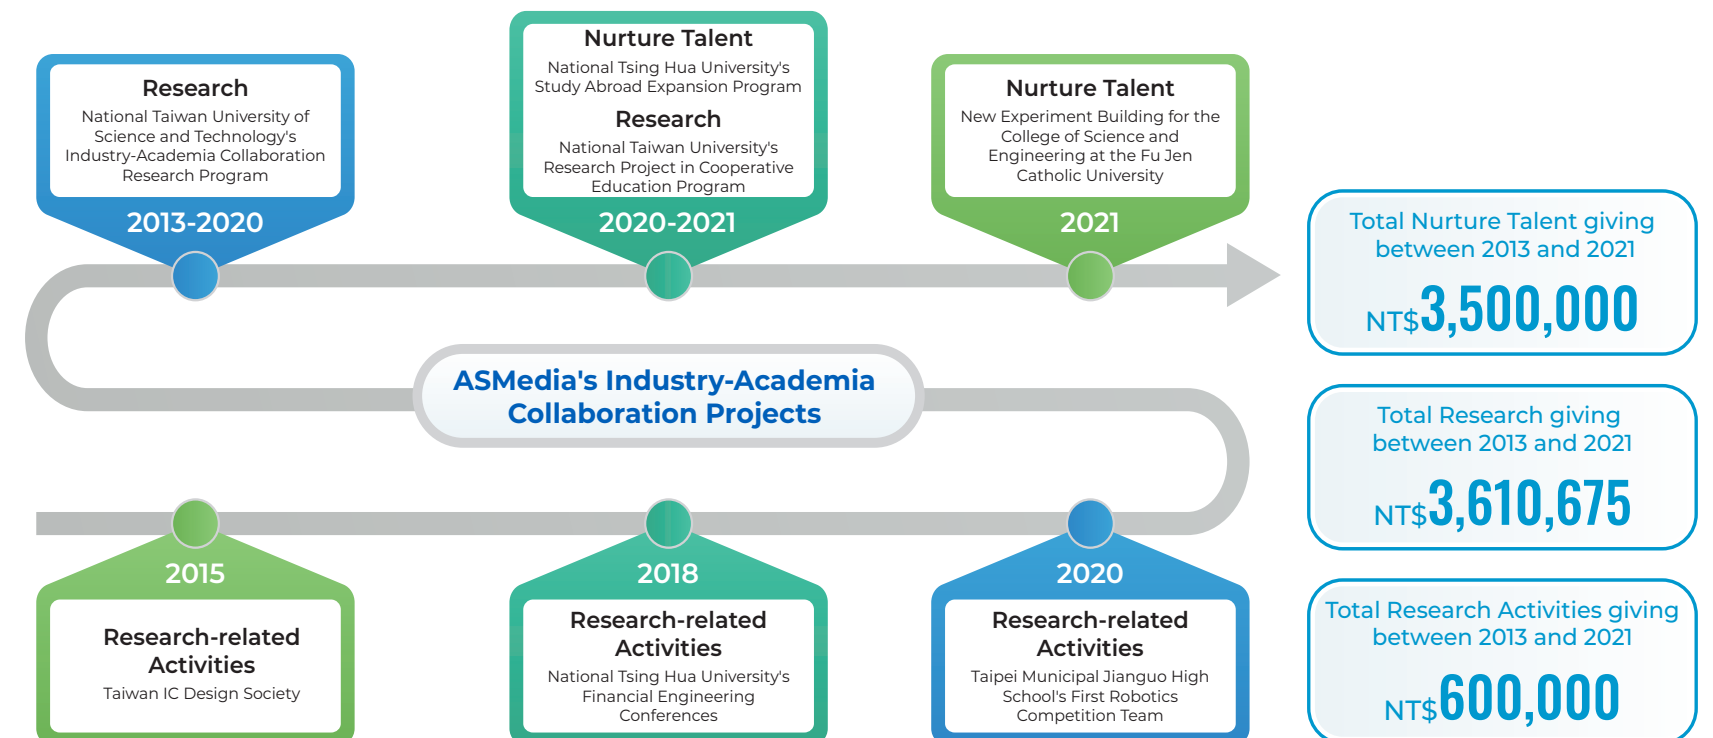 Research
National Taiwan University of
Science and Technology's
Industry-Academia Collaboration
Research Program
2013-2020
Nurture Talent
National Tsing Hua University's
Study Abroad Expansion Program
Research
National Taiwan University's
Research Project in Cooperative
Education Program
2020-2021
Nurture Talent
New Experiment Building for the
College of Science and
Engineering at the Fu Jen
Catholic University
2021
ASMedia's Industry-Academia
Collaboration Projects
2015
Research-related
Activities
Taiwan IC Design Society
2018
Research-related
Activities
National Tsing Hua University's
Financial Engineering
Conferences
2020
Research-related
Activities
Taipei Municipal Jianguo High
School's First Robotics
Competition Team
Total Nurture Talent giving
between 2013 and 2021
NT$3,500,000
Total Research giving
between 2013 and 2021
NT$3,610,675
Total Research Activities giving
between 2013 and 2021
NT$600,000